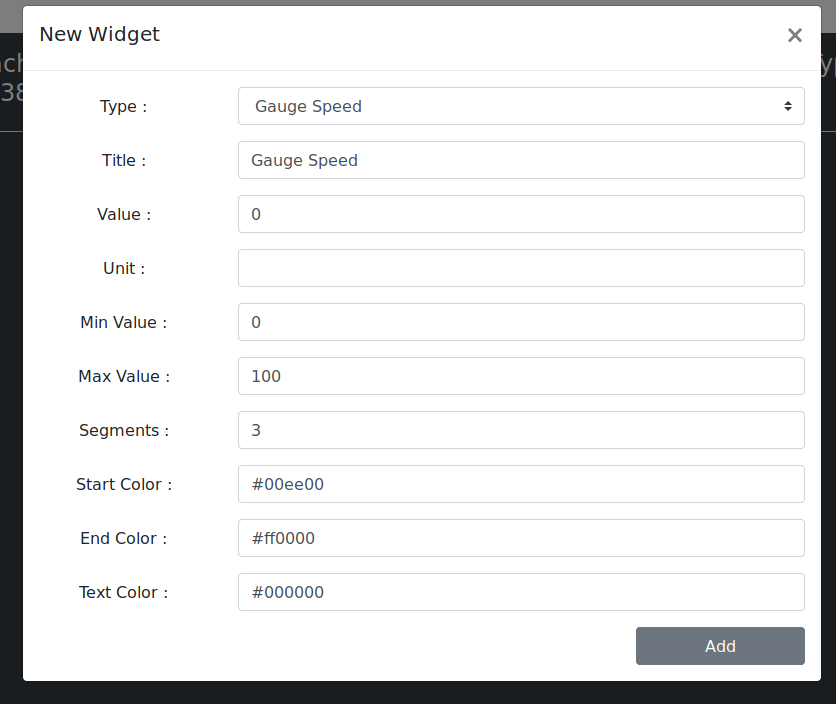 New Widget ×
Type : Gauge Speed
Title : Gauge Speed
Value : 0
Unit :
Min Value : 0
Max Value : 100
Segments : 3
Start Color : #00ee00
End Color : #ff0000
Text Color : #000000
Add